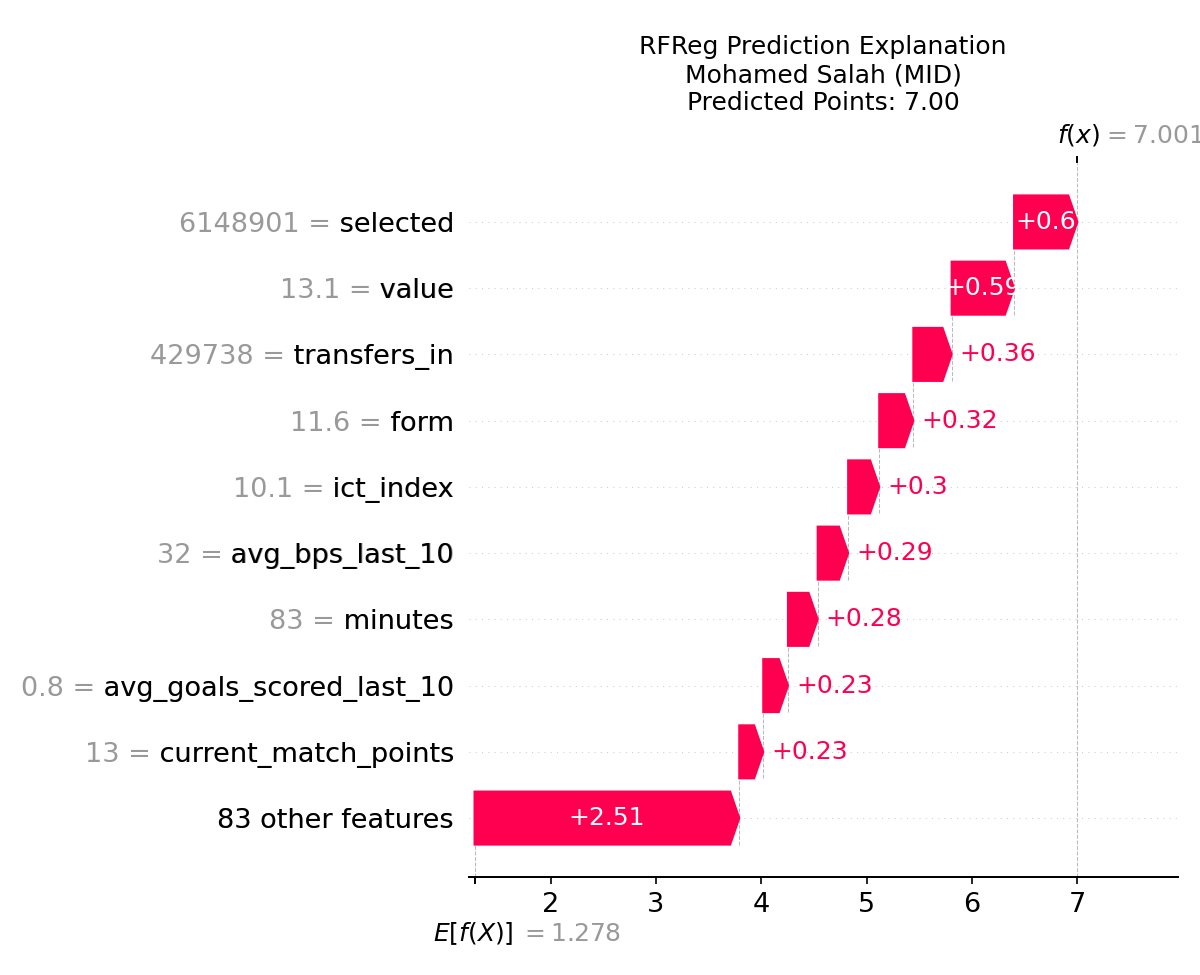 RFReg Prediction Explanation
Mohamed Salah (MID)
Predicted Points: 7.00
f(x) = 7.001
6148901 = selected +0.6
13.1 = value +0.59
429738 = transfers_in +0.36
11.6 = form +0.32
10.1 = ict_index +0.3
32 = avg_bps_last_10 +0.29
83 = minutes +0.28
0.8 = avg_goals_scored_last_10 +0.23
13 = current_match_points +0.23
83 other features +2.51
2 3 4 5 6 7
E[f(X)] = 1.278